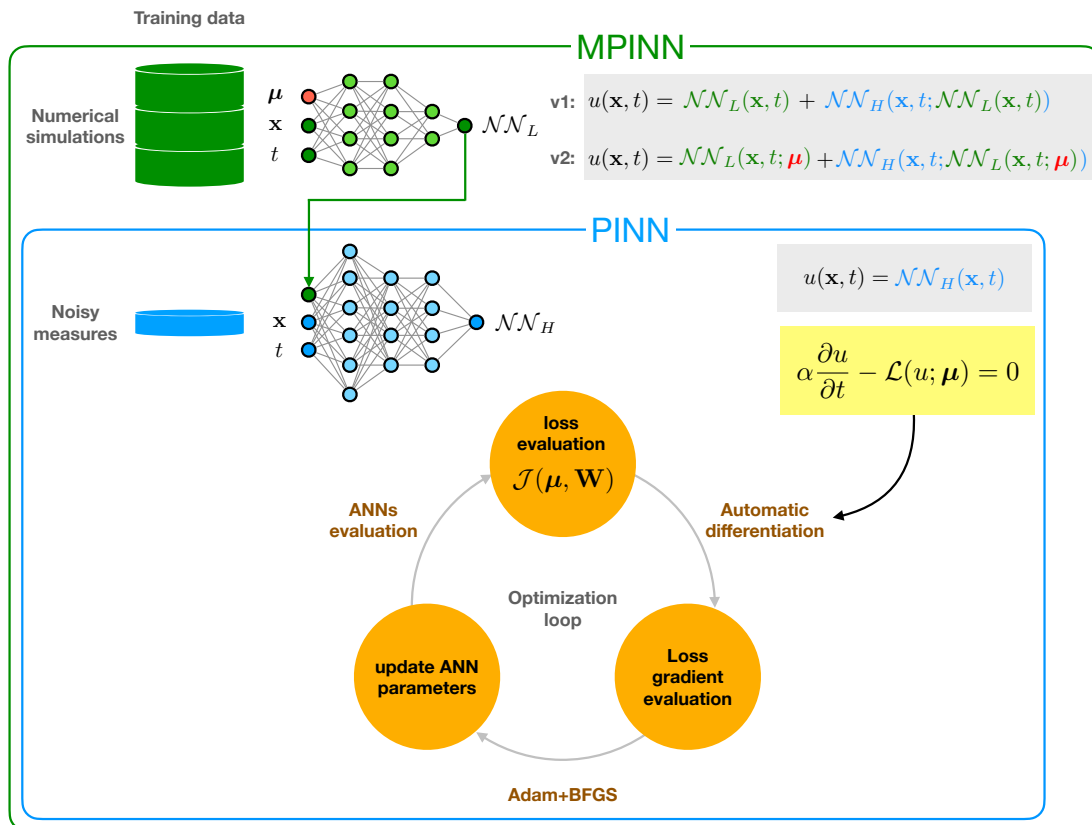 Training data
MPINN
Numerical
simulations
μ
x
t
𝒩𝒩_L
v1: u(x, t) = 𝒩𝒩_L(x, t) + 𝒩𝒩_H(x, t; 𝒩𝒩_L(x, t))
v2: u(x, t) = 𝒩𝒩_L(x, t; μ) + 𝒩𝒩_H(x, t; 𝒩𝒩_L(x, t; μ))
PINN
Noisy
measures
x
t
𝒩𝒩_H
u(x, t) = 𝒩𝒩_H(x, t)
α ∂u/∂t − ℒ(u; μ) = 0
loss
evaluation
𝒥(μ, W)
ANNs
evaluation
Automatic
differentiation
Optimization
loop
update ANN
parameters
Loss
gradient
evaluation
Adam+BFGS